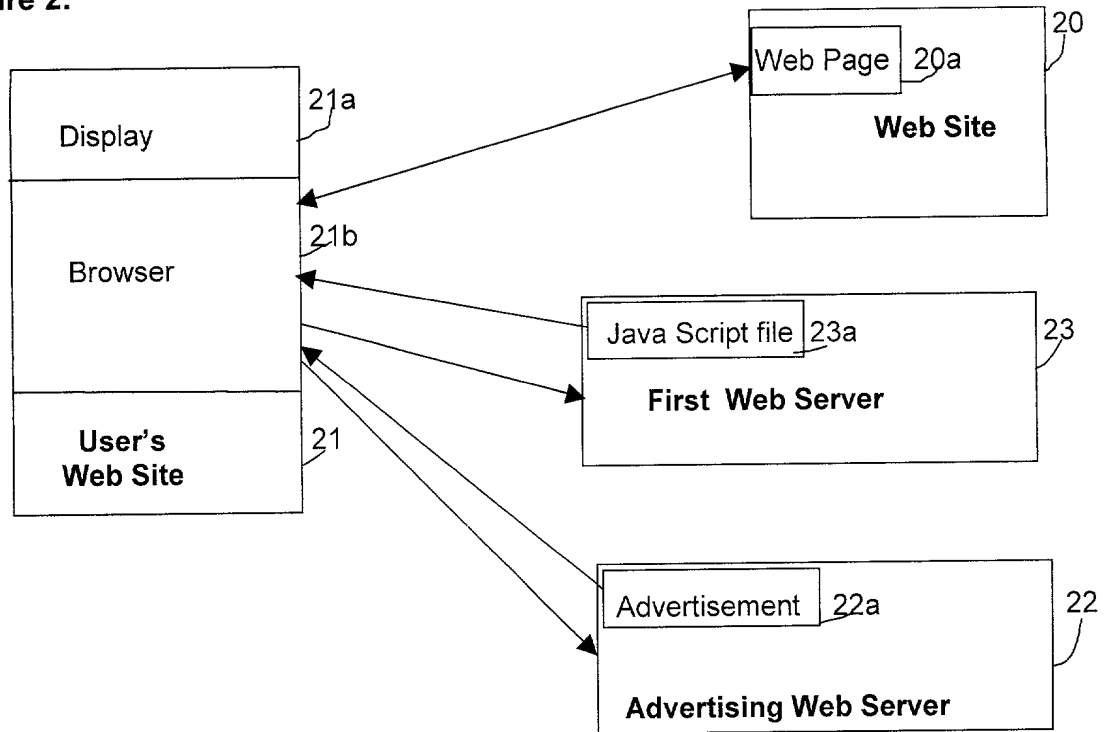 re 2.
20
Web Page
20a
Web Site
21a
Display
21b
Browser
Java Script file
23a
23
First Web Server
User's
Web Site
21
Advertisement
22a
22
Advertising Web Server